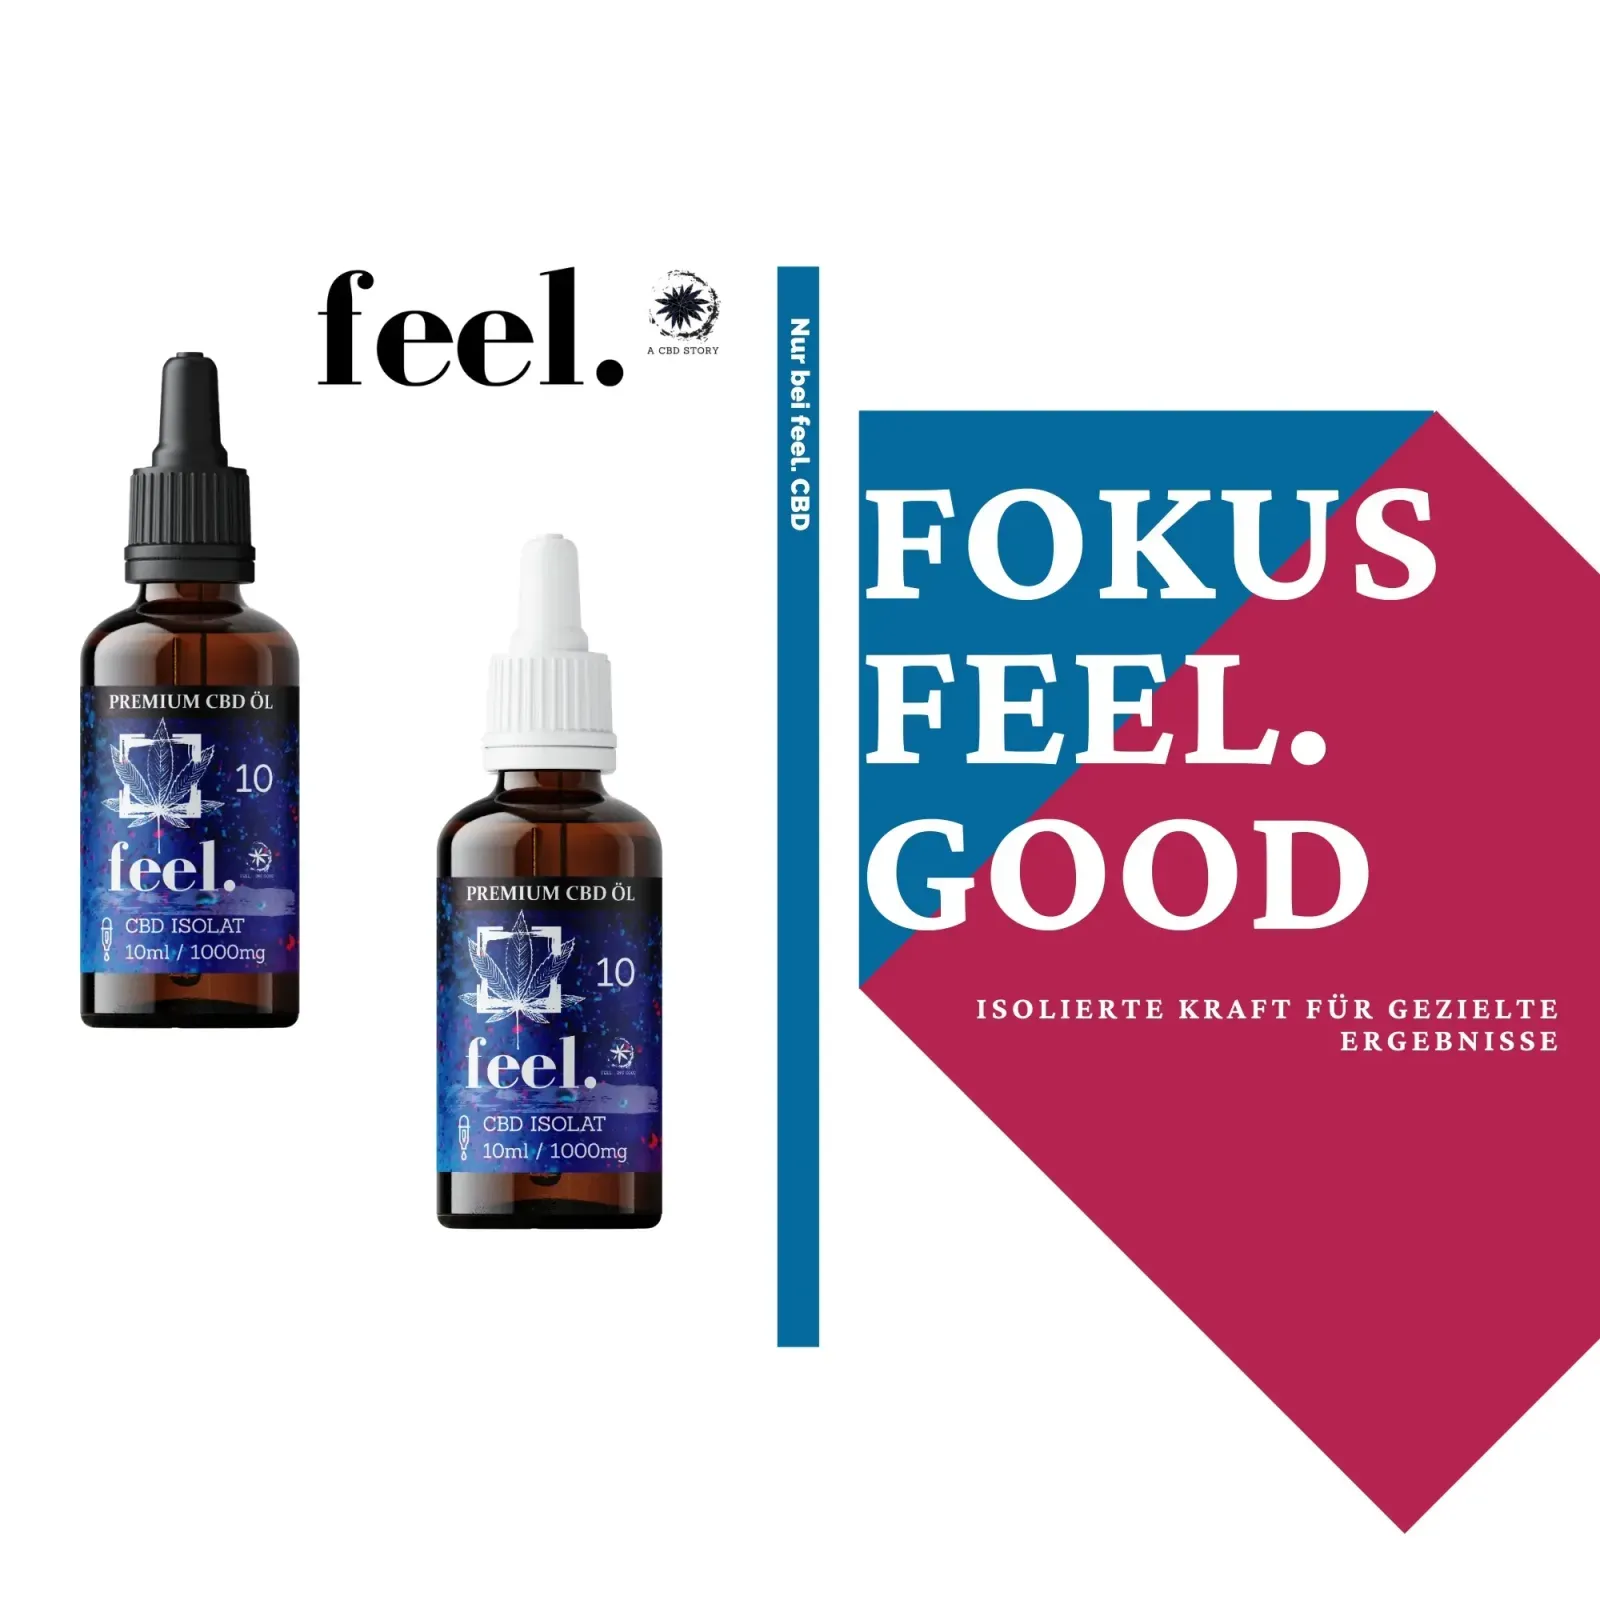 feel.
A CBD STORY
PREMIUM CBD ÖL
10
feel.
CBD ISOLAT
10ml / 1000mg
PREMIUM CBD ÖL
10
feel.
CBD ISOLAT
10ml / 1000mg
Nur bei feel. CBD
FOKUS
FEEL.
GOOD
ISOLIERTE KRAFT FÜR GEZIELTE
ERGEBNISSE